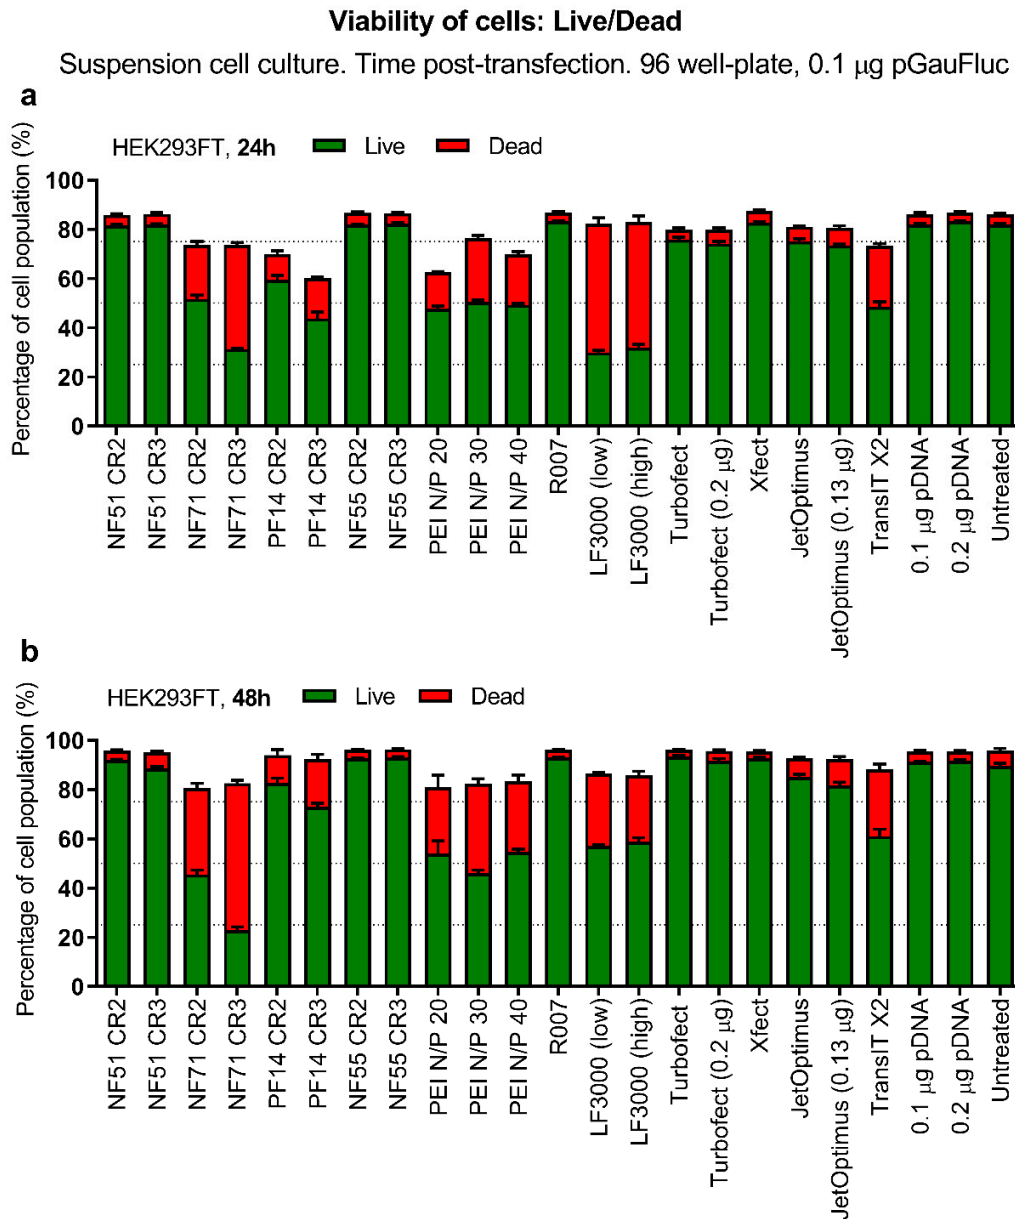 Viability of cells: Live/Dead
Suspension cell culture. Time post-transfection. 96 well-plate, 0.1 μg pGauFluc
a
HEK293FT, 24h Live Dead
Percentage of cell population (%)
100
80
60
40
20
0
NF51 CR2
NF51 CR3
NF71 CR2
NF71 CR3
PF14 CR2
PF14 CR3
NF55 CR2
NF55 CR3
PEI N/P 20
PEI N/P 30
PEI N/P 40
R007
LF3000 (low)
LF3000 (high)
Turbofect
Turbofect (0.2 μg)
Xfect
JetOptimus
JetOptimus (0.13 μg)
TransIT X2
0.1 μg pDNA
0.2 μg pDNA
Untreated
b
HEK293FT, 48h Live Dead
Percentage of cell population (%)
100
80
60
40
20
0
NF51 CR2
NF51 CR3
NF71 CR2
NF71 CR3
PF14 CR2
PF14 CR3
NF55 CR2
NF55 CR3
PEI N/P 20
PEI N/P 30
PEI N/P 40
R007
LF3000 (low)
LF3000 (high)
Turbofect
Turbofect (0.2 μg)
Xfect
JetOptimus
JetOptimus (0.13 μg)
TransIT X2
0.1 μg pDNA
0.2 μg pDNA
Untreated